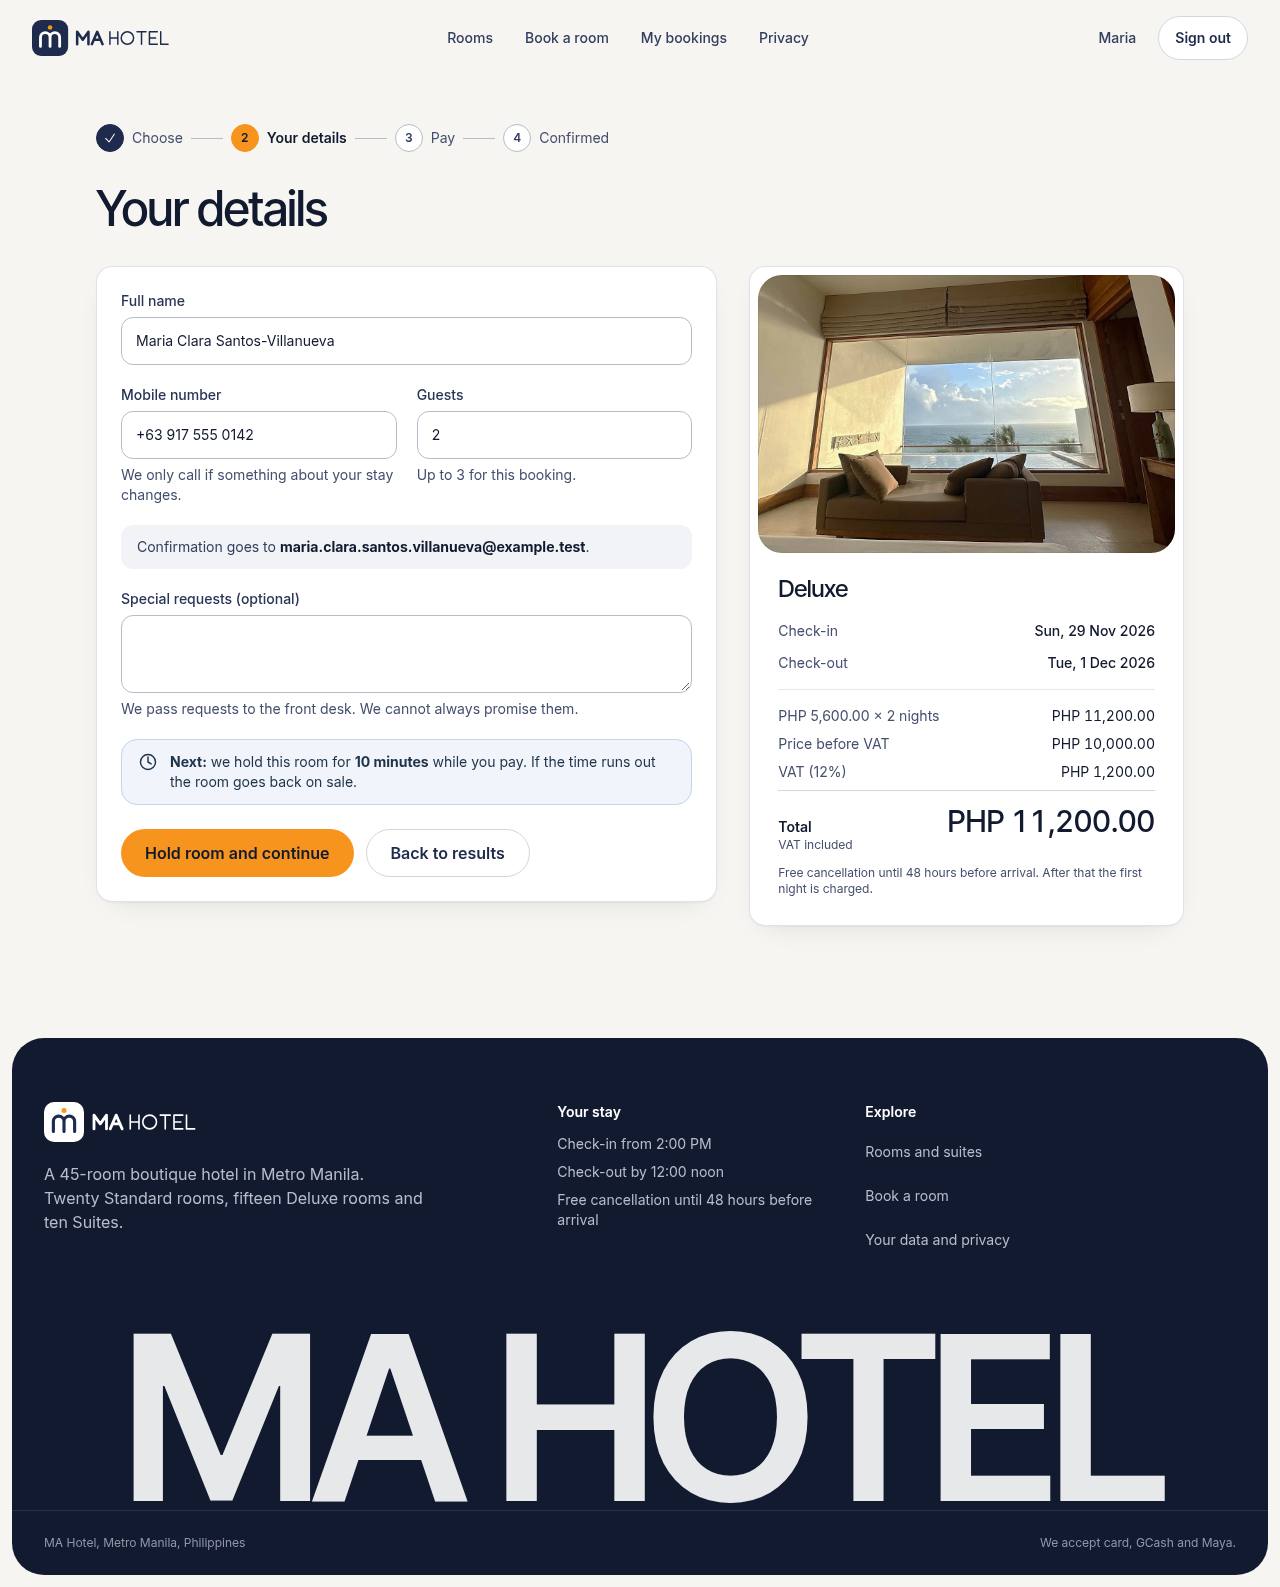 MA HOTEL
Rooms
Book a room
My bookings
Privacy
Maria
Sign out
Choose
2
Your details
3
Pay
4
Confirmed
Your details
Full name
Maria Clara Santos-Villanueva
Mobile number
+63 917 555 0142
We only call if something about your stay
changes.
Guests
2
Up to 3 for this booking.
Confirmation goes to maria.clara.santos.villanueva@example.test.
Special requests (optional)
We pass requests to the front desk. We cannot always promise them.
Next: we hold this room for 10 minutes while you pay. If the time runs out
the room goes back on sale.
Hold room and continue
Back to results
Deluxe
Check-in Sun, 29 Nov 2026
Check-out Tue, 1 Dec 2026
PHP 5,600.00 × 2 nights PHP 11,200.00
Price before VAT PHP 10,000.00
VAT (12%) PHP 1,200.00
Total PHP 11,200.00
VAT included
Free cancellation until 48 hours before arrival. After that the first
night is charged.
MA HOTEL
A 45-room boutique hotel in Metro Manila.
Twenty Standard rooms, fifteen Deluxe rooms and
ten Suites.
Your stay
Check-in from 2:00 PM
Check-out by 12:00 noon
Free cancellation until 48 hours before
arrival
Explore
Rooms and suites
Book a room
Your data and privacy
MA HOTEL
MA Hotel, Metro Manila, Philippines
We accept card, GCash and Maya.